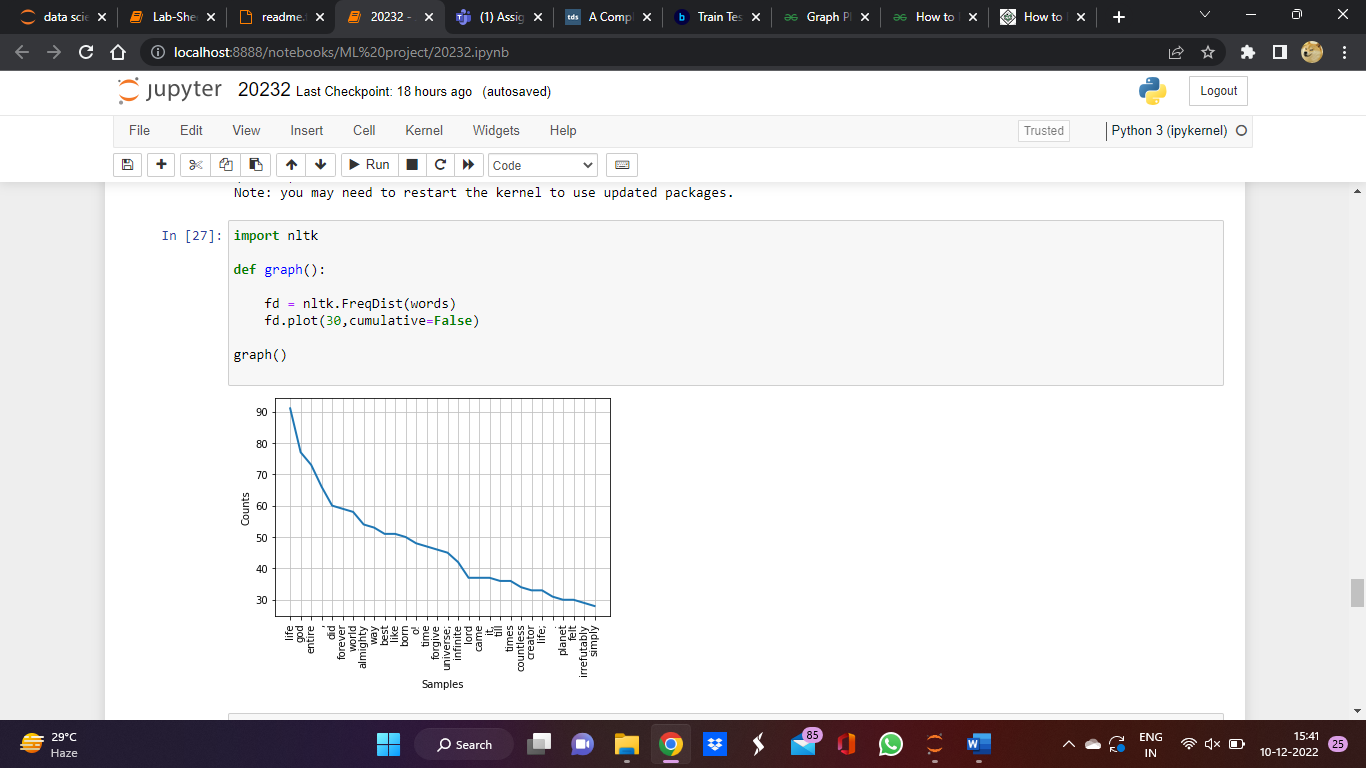 data scie
Lab-Shee
readme.
20232 -
(1) Assig
tds
A Compl
b
Train Tes
Graph Pl
How to
How to
localhost:8888/notebooks/ML%20project/20232.ipynb
jupyter 20232 Last Checkpoint: 18 hours ago (autosaved)
Logout
File Edit View Insert Cell Kernel Widgets Help
Trusted
Python 3 (ipykernel)
Run
Code
Note: you may need to restart the kernel to use updated packages.
In [27]:
import nltk
def graph():
fd = nltk.FreqDist(words)
fd.plot(30,cumulative=False)
graph()
90
80
70
60
50
40
30
Counts
life
god
entire
,
did
forever
world
almighty
way
best
like
born
o!
time
forgive
universe;
infinite
lord
came
it,
till
times
countless
creator
life;
.
planet
felt
irrefutably
simply
Samples
29°C
Haze
Search
85
ENG
IN
15:41
10-12-2022
25